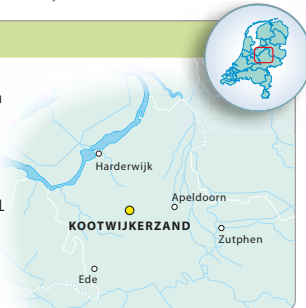 Harderwijk
Apeldoorn
KOOTWIJKERZAND
Zutphen
Ede